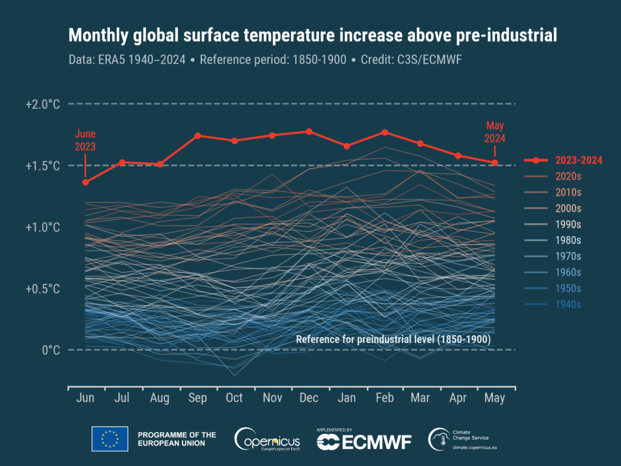 Monthly global surface temperature increase above pre-industrial
Data: ERA5 1940–2024 • Reference period: 1850-1900 • Credit: C3S/ECMWF
+2.0°C
+1.5°C
+1.0°C
+0.5°C
0°C
June
2023
May
2024
2023-2024
2020s
2010s
2000s
1990s
1980s
1970s
1960s
1950s
1940s
Reference for preindustrial level (1850-1900)
Jun Jul Aug Sep Oct Nov Dec Jan Feb Mar Apr May
PROGRAMME OF THE
EUROPEAN UNION
opernicus
Europe's eyes on Earth
IMPLEMENTED BY
ECMWF
Climate
Change Service
climate.copernicus.eu